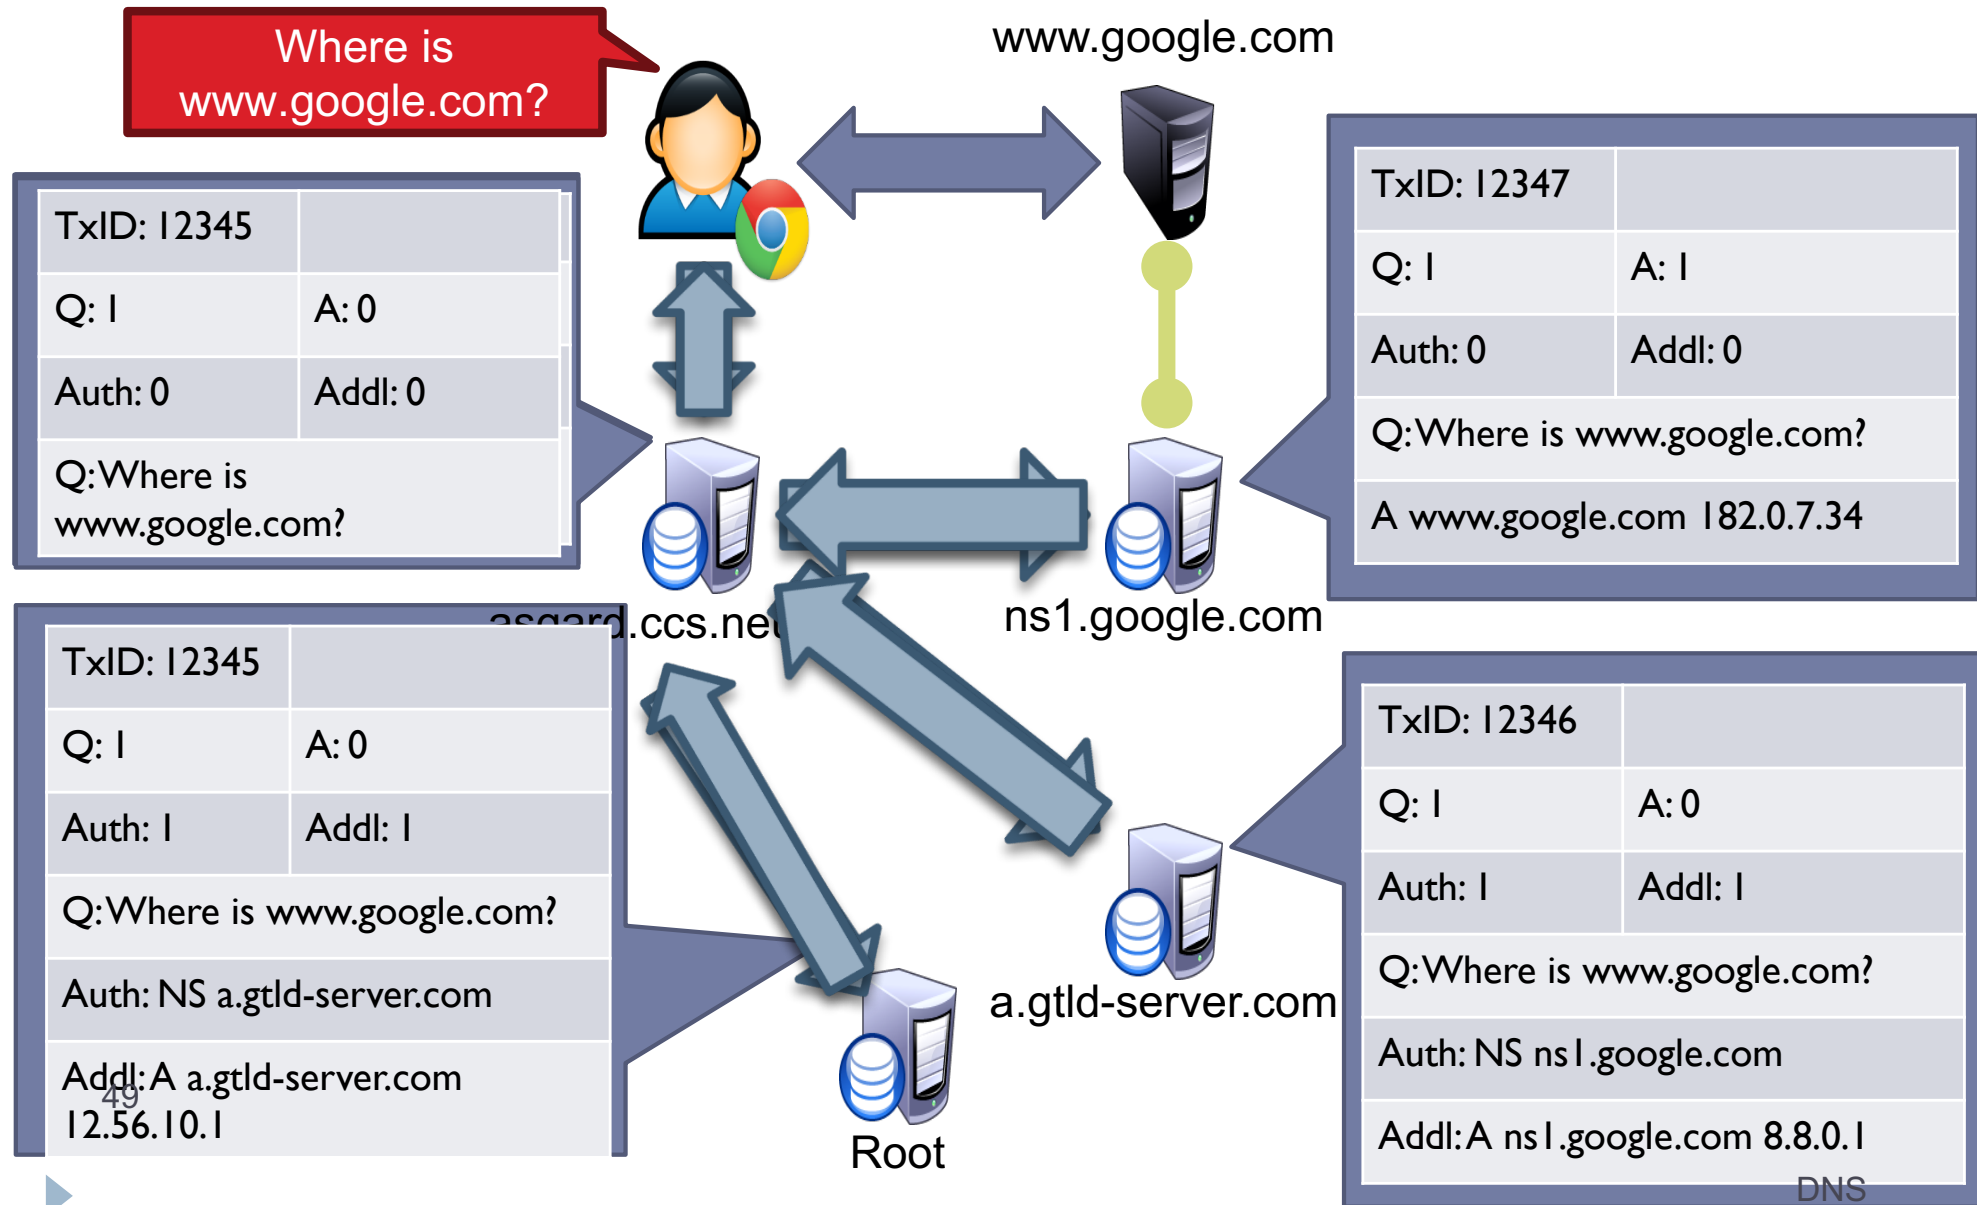 Where is
www.google.com?
www.google.com
TxID: 12345
Q: 1 A: 0
Auth: 0 Addl: 0
Q: Where is
www.google.com?
TxID: 12347
Q: 1 A: 1
Auth: 0 Addl: 0
Q: Where is www.google.com?
A www.google.com 182.0.7.34
asgard.ccs.neu
ns1.google.com
TxID: 12345
Q: 1 A: 0
Auth: 1 Addl: 1
Q: Where is www.google.com?
Auth: NS a.gtld-server.com
Addl: A a.gtld-server.com
12.56.10.1
49
Root
a.gtld-server.com
TxID: 12346
Q: 1 A: 0
Auth: 1 Addl: 1
Q: Where is www.google.com?
Auth: NS ns1.google.com
Addl: A ns1.google.com 8.8.0.1
DNS